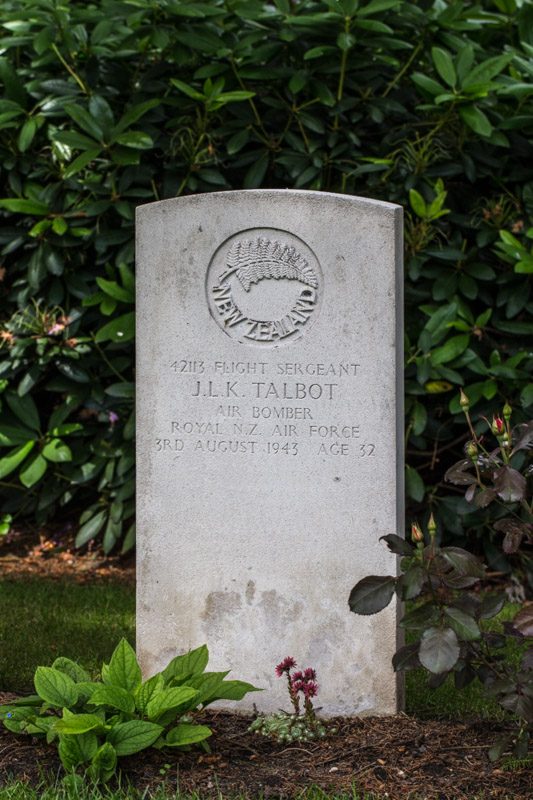 NEW ZEALAND
42113 FLIGHT SERGEANT
J.L.K. TALBOT
AIR BOMBER
ROYAL N.Z. AIR FORCE
3RD AUGUST 1943 AGE 32